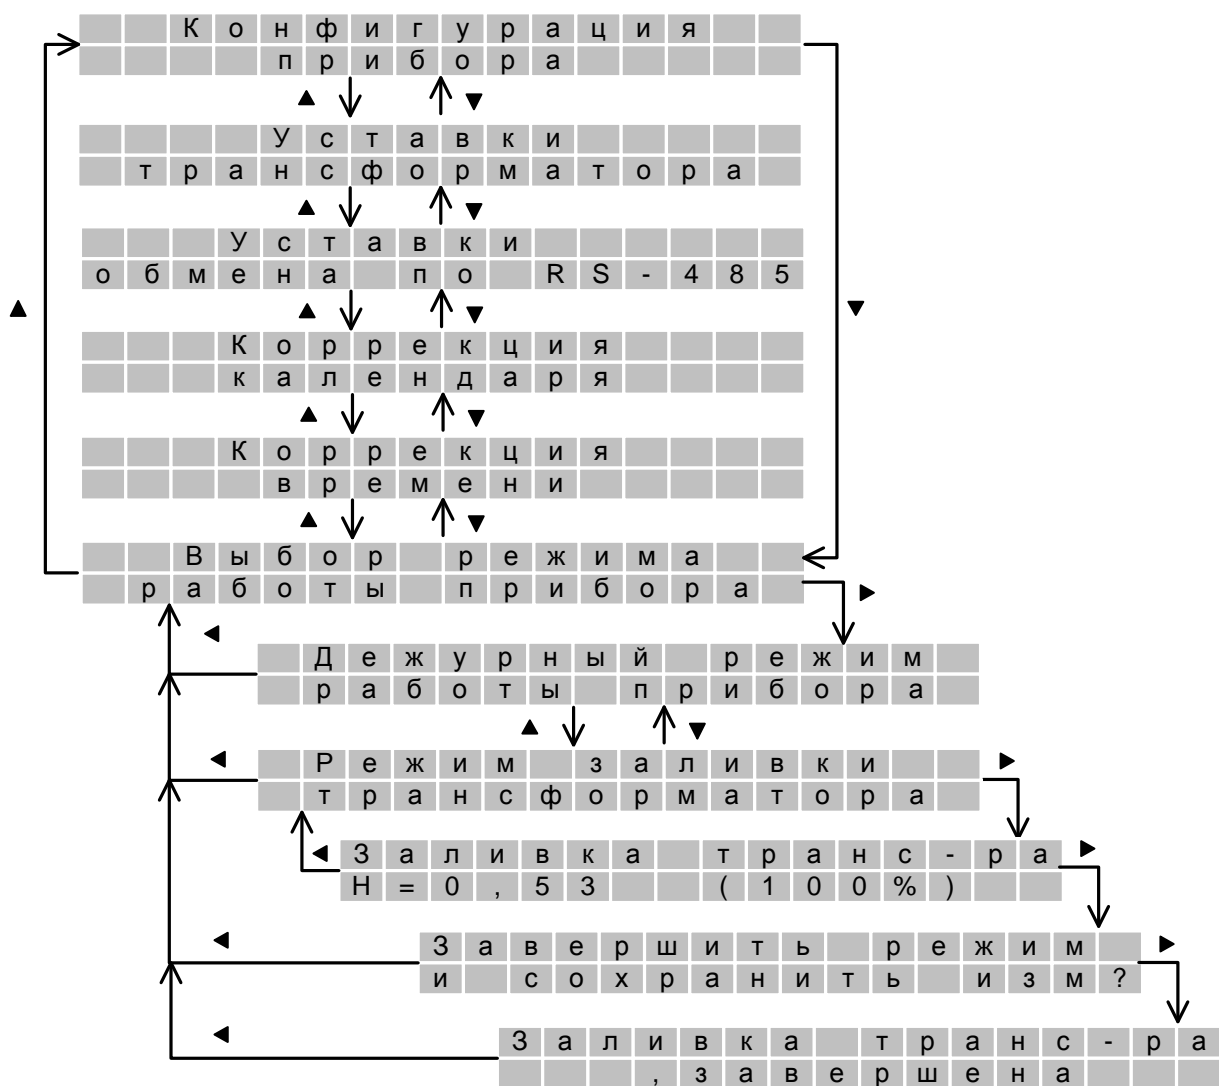 Конфигурация
прибора
Уставки
трансформатора
Уставки
обмена по RS-485
Коррекция
календаря
Коррекция
времени
Выбор режима
работы прибора
Дежурный режим
работы прибора
Режим заливки
трансформатора
Заливка транс-ра
Н=0,53 (100%)
Завершить режим
и сохранить изм?
Заливка транс-ра
,завершена